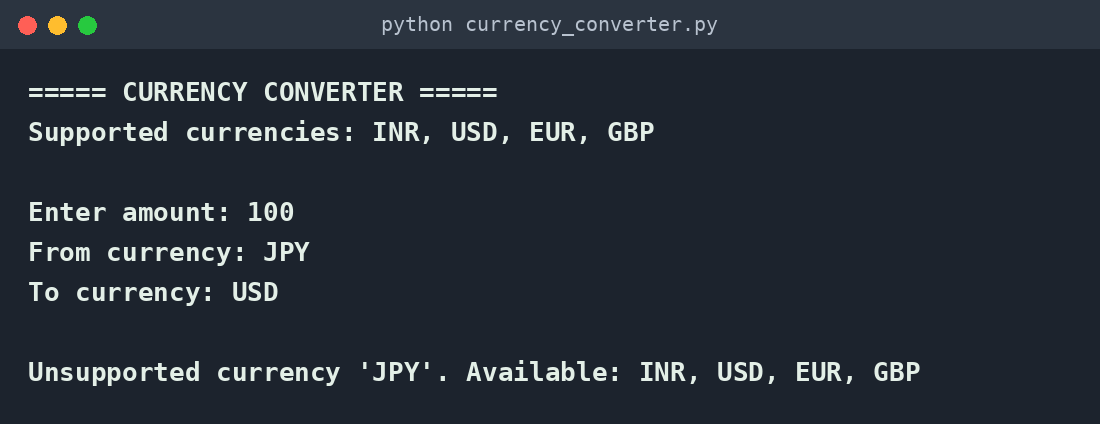 python currency_converter.py
===== CURRENCY CONVERTER =====
Supported currencies: INR, USD, EUR, GBP
Enter amount: 100
From currency: JPY
To currency: USD
Unsupported currency 'JPY'. Available: INR, USD, EUR, GBP